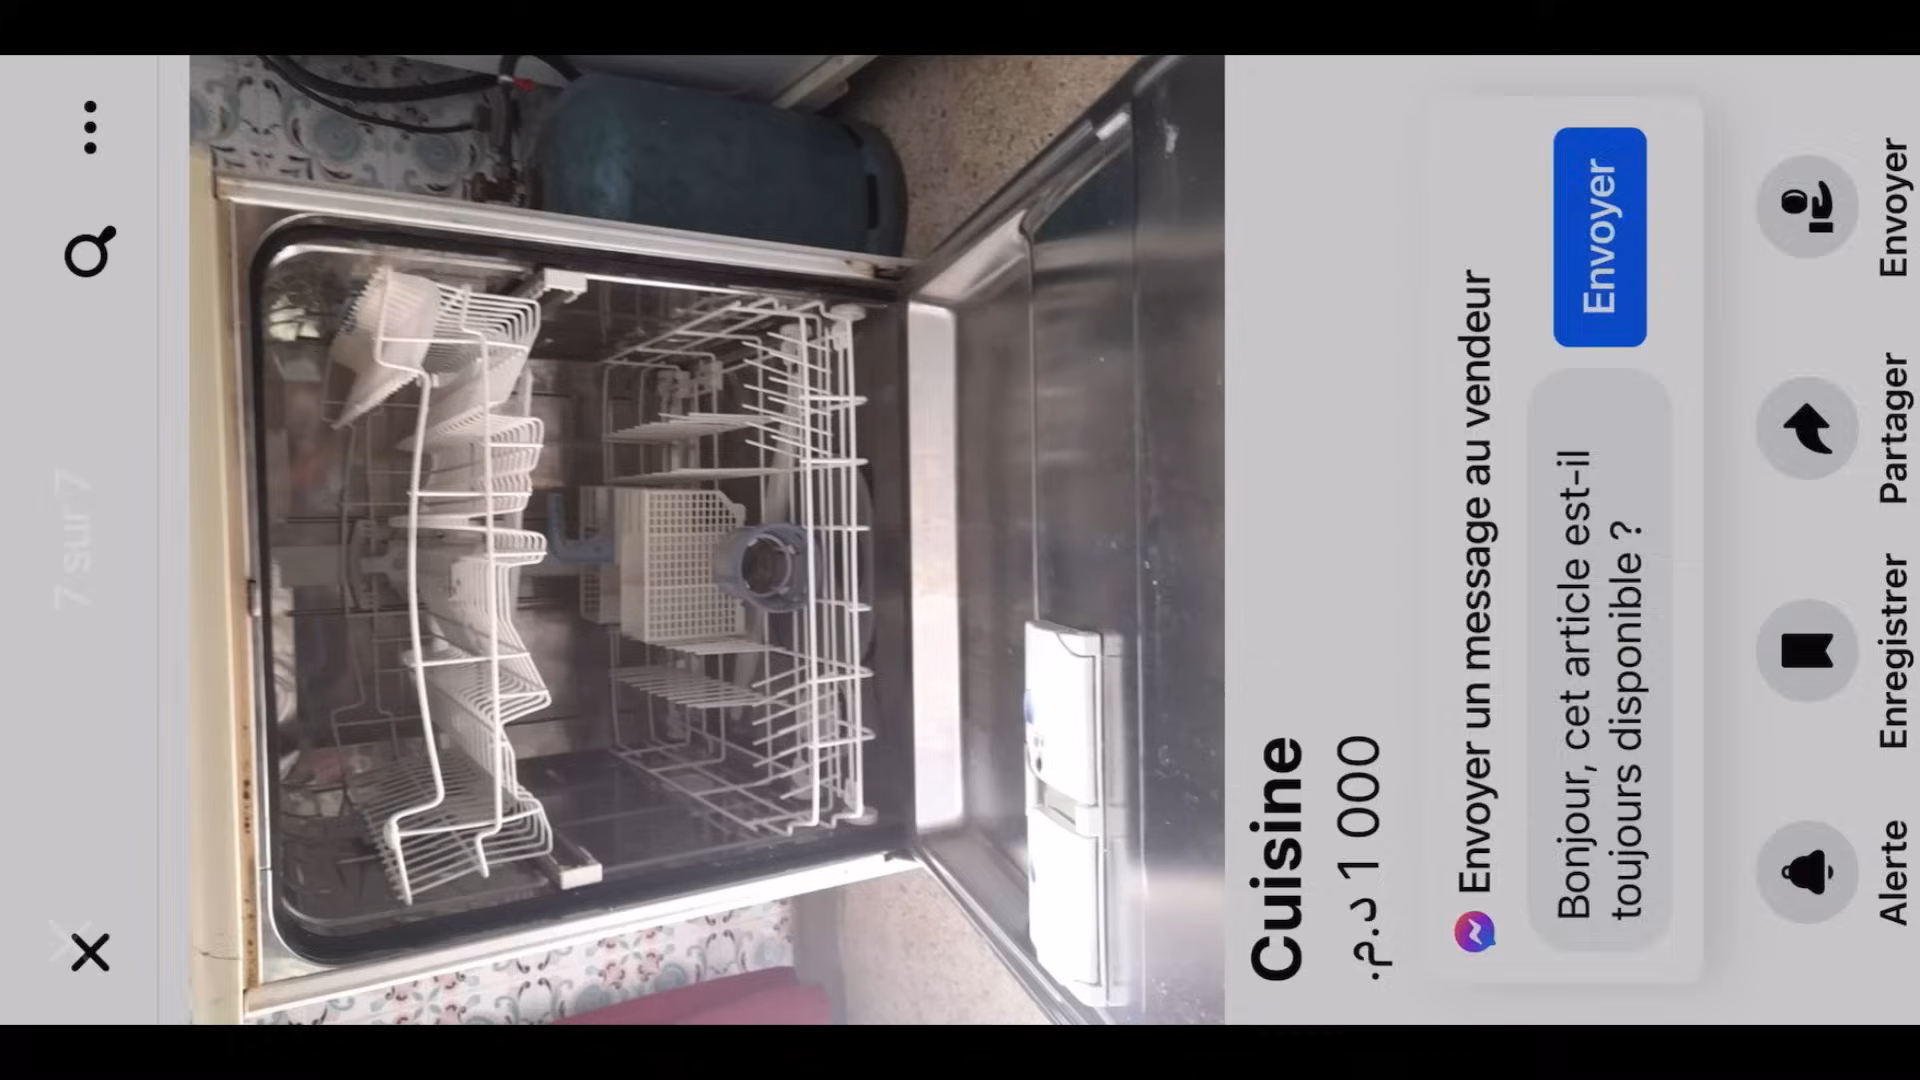 7 sur 7
Cuisine
د.م. 1 000
Envoyer un message au vendeur
Bonjour, cet article est-il
toujours disponible ?
Envoyer
Alerte
Enregistrer
Partager
Envoyer